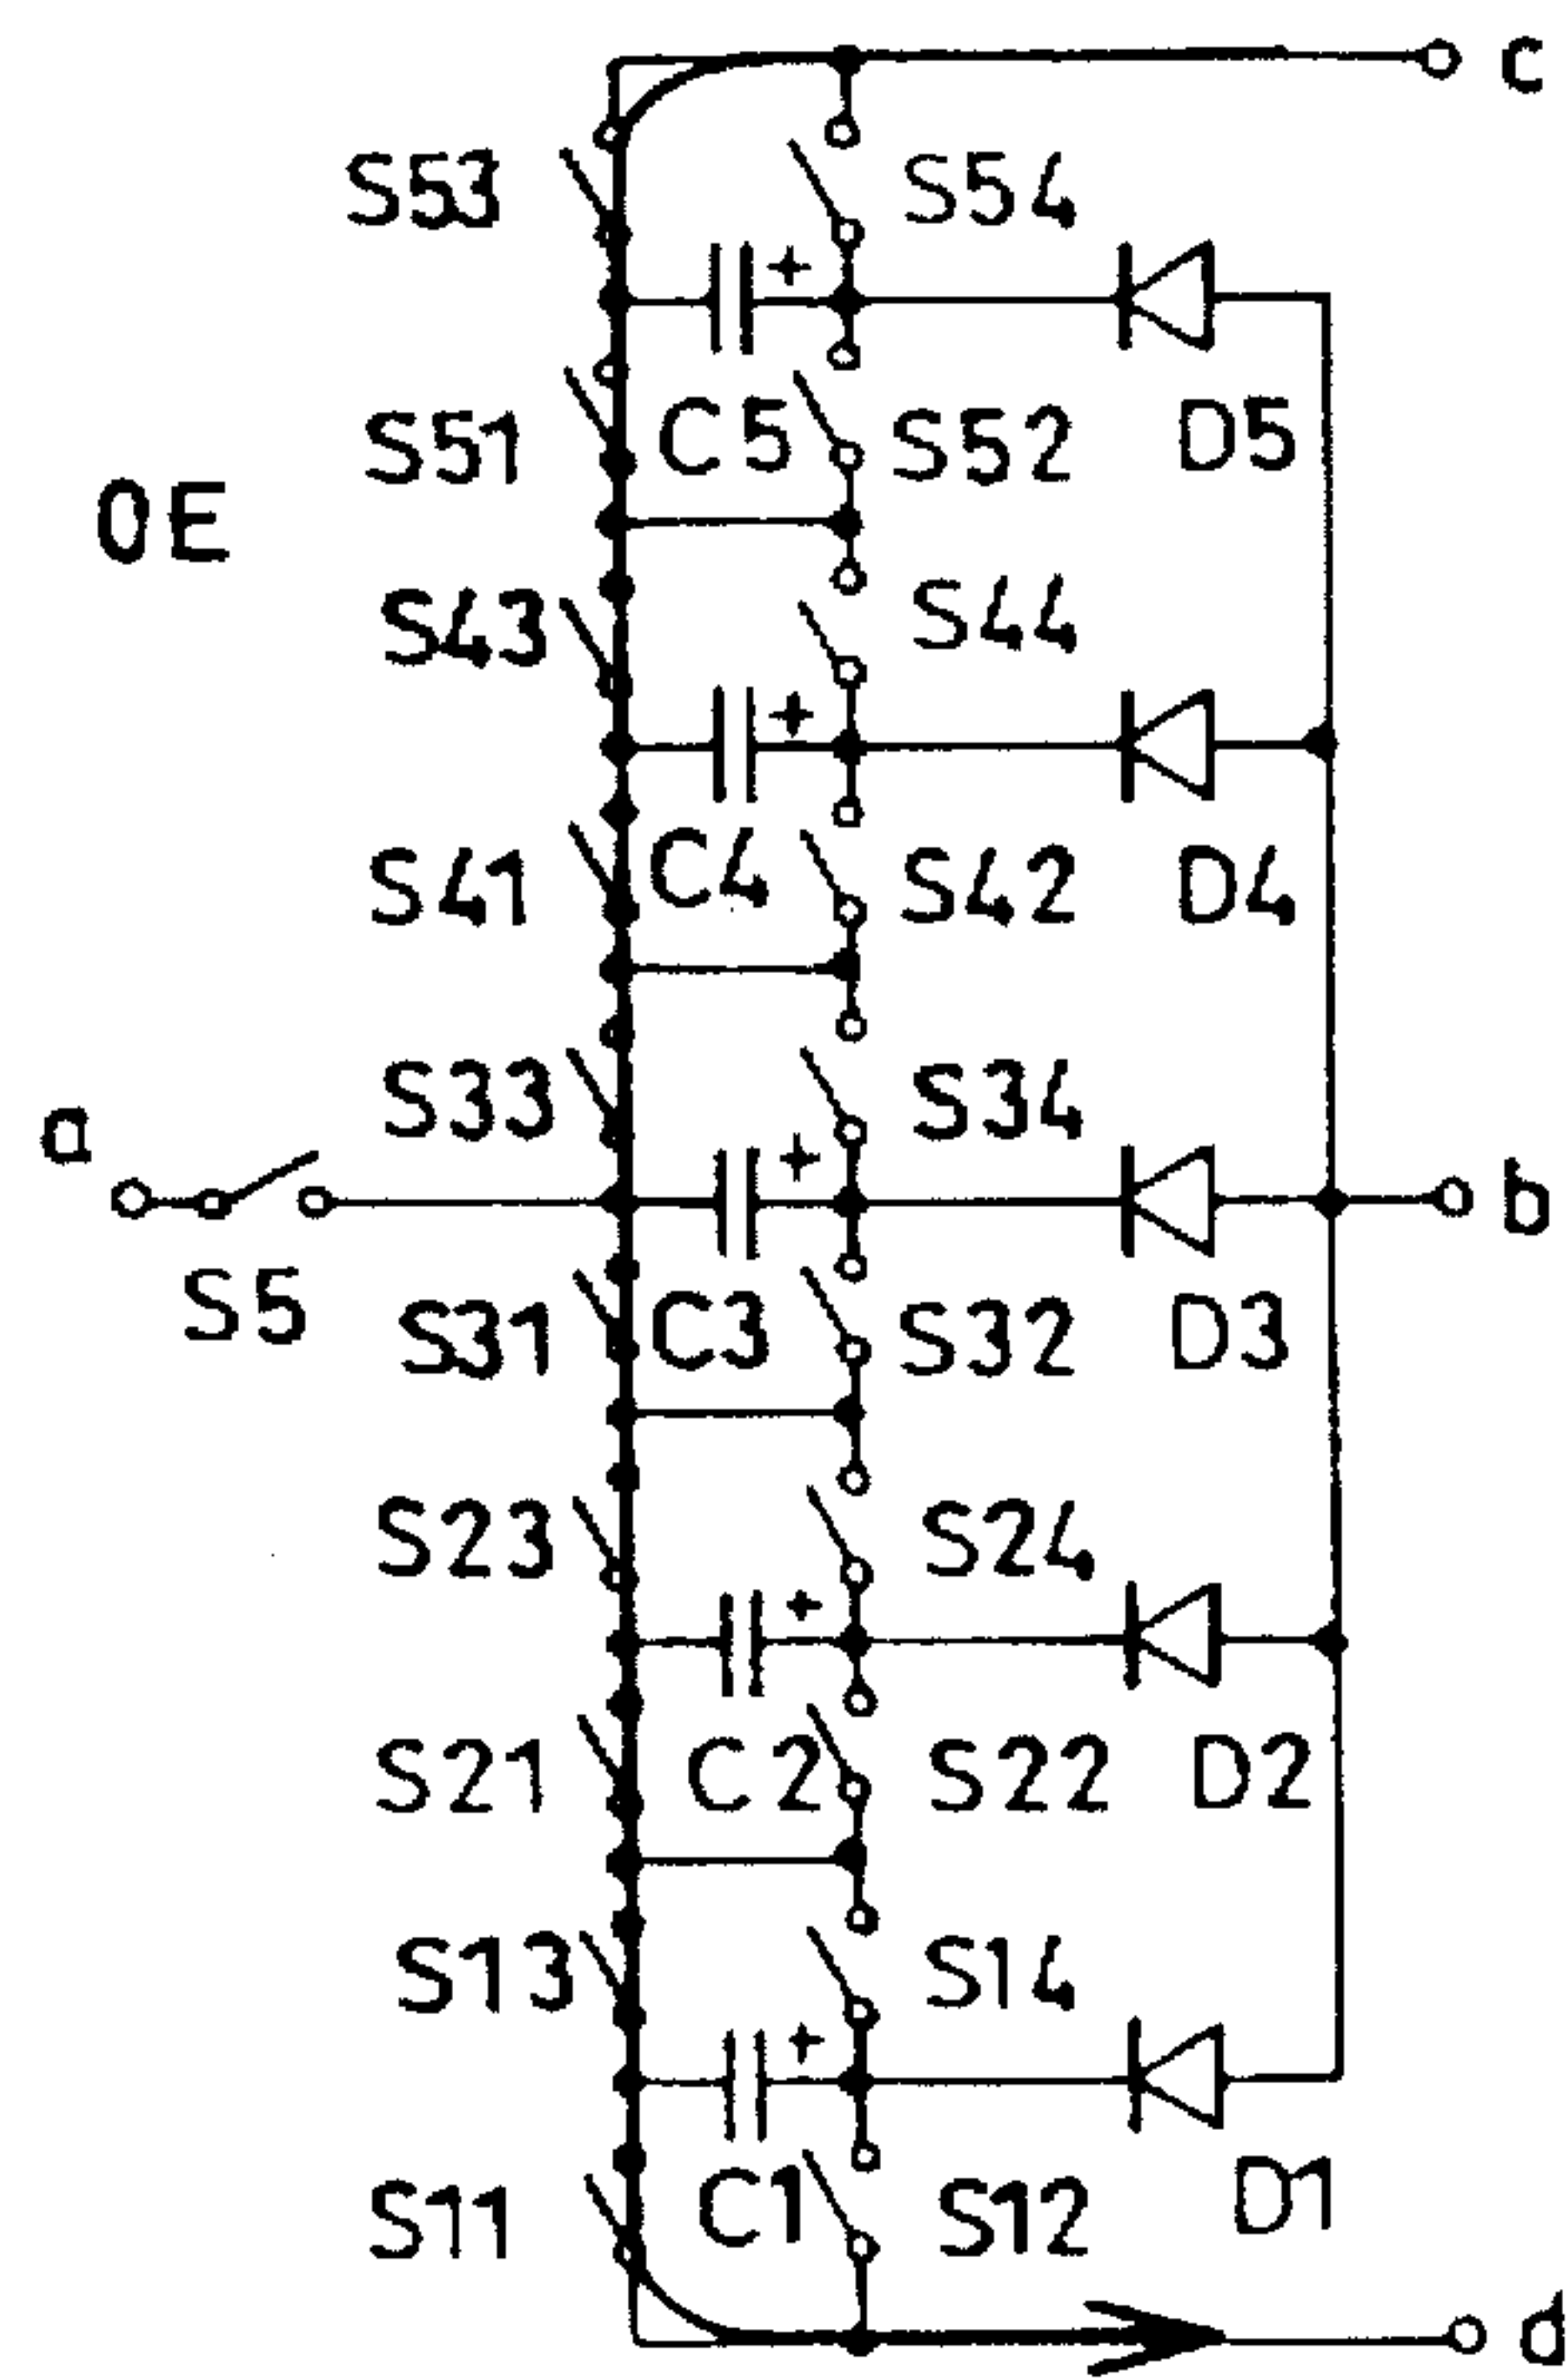 c
S53 S54
+
S51 C5 S52 D5
OE
S43 S44
+
S41 C4 S42 D4
S33 S34
a
+
b
S5
S31 C3 S32 D3
S23 S24
+
S21 C2 S22 D2
S13 S14
+
S11 C1 S12 D1
d